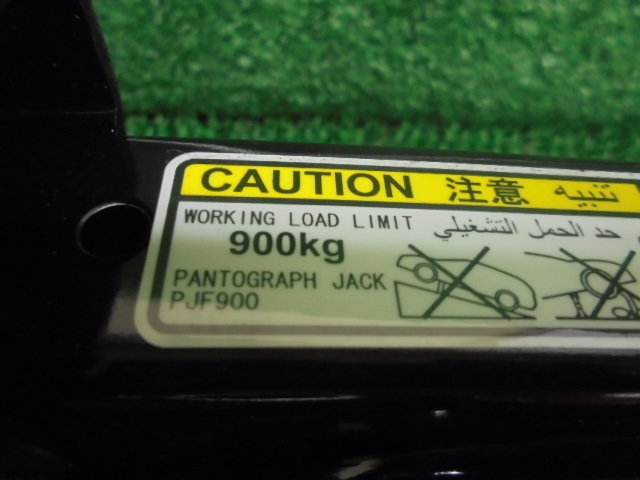 CAUTION 注意 تنبيه
WORKING LOAD LIMIT حد الحمل التشغيلي
900kg
PANTOGRAPH JACK
PJF900